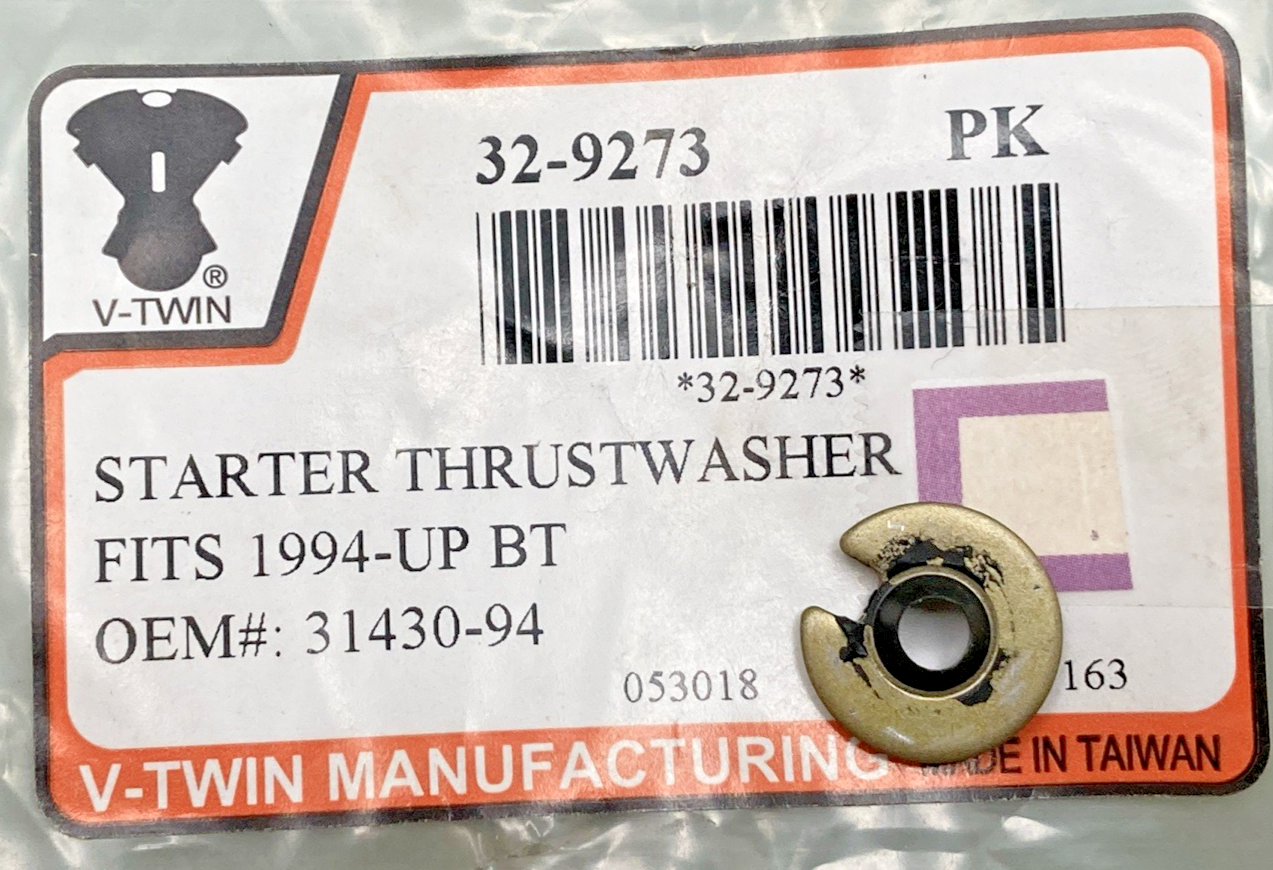 32-9273 PK
®
V-TWIN
*32-9273*
STARTER THRUSTWASHER
FITS 1994-UP BT
OEM#: 31430-94
053018 163
V-TWIN MANUFACTURING MADE IN TAIWAN